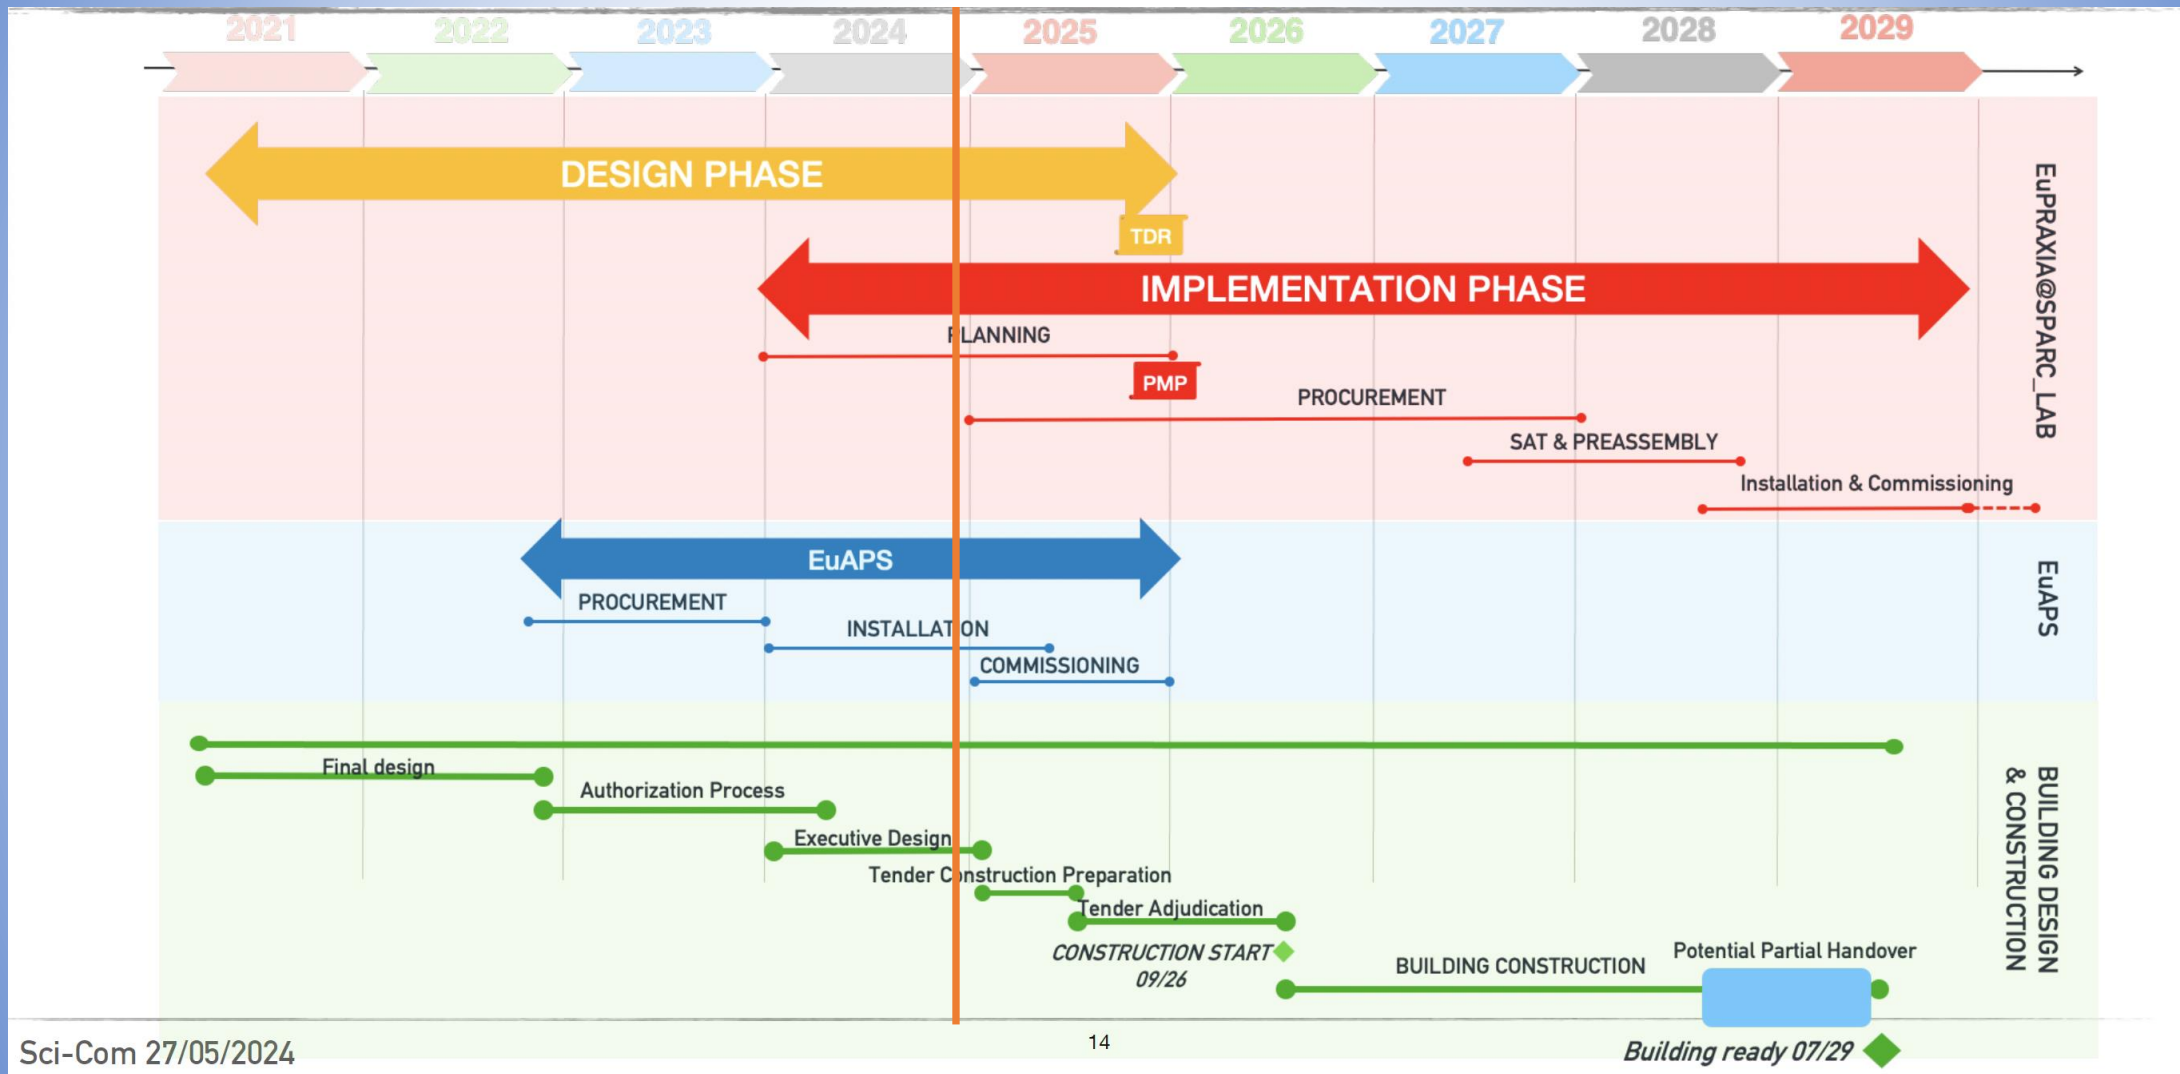 2021 2022 2023 2024 2025 2026 2027 2028 2029
DESIGN PHASE
TDR
IMPLEMENTATION PHASE
PLANNING
PMP
PROCUREMENT
SAT & PREASSEMBLY
Installation & Commissioning
EuPRAXIA@SPARC_LAB
EuAPS
PROCUREMENT
INSTALLATION
COMMISSIONING
EuAPS
Final design
Authorization Process
Executive Design
Tender Construction Preparation
Tender Adjudication
CONSTRUCTION START
09/26
BUILDING CONSTRUCTION
Potential Partial Handover
BUILDING DESIGN
& CONSTRUCTION
Building ready 07/29
Sci-Com 27/05/2024
14